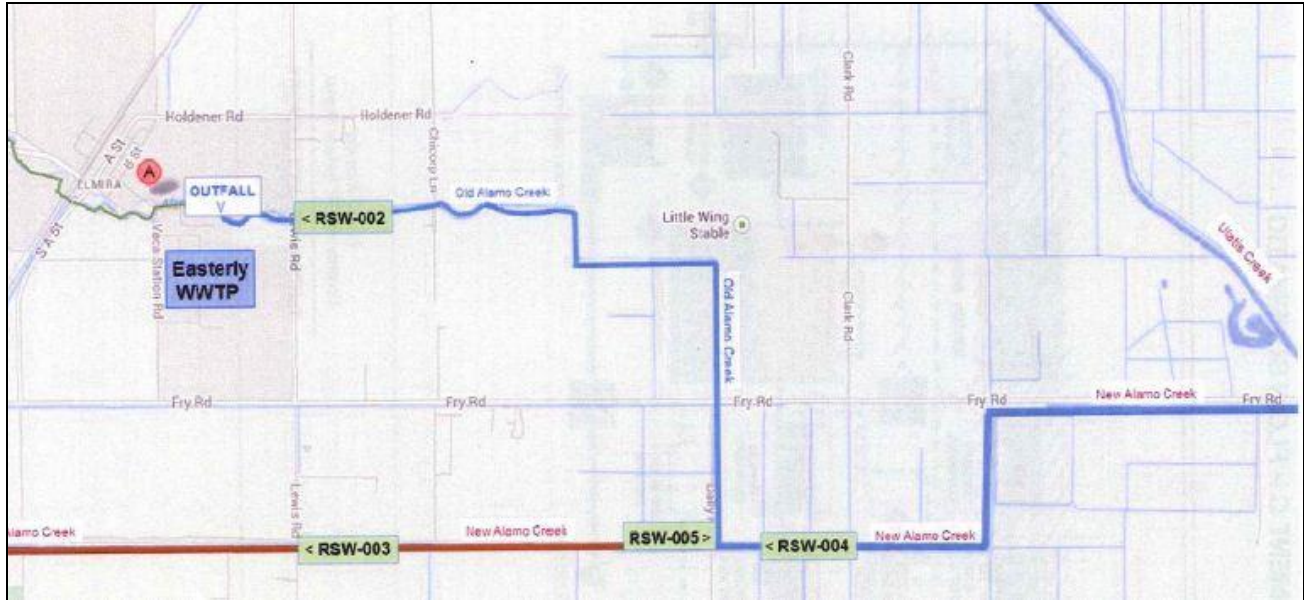 Holdener Rd
Holdener Rd
Clark Rd
A St
B St
A
ELMIRA
OUTFALL
V
Chicorp Ln
Old Alamo Creek
< RSW-002
Little Wing
Stable
Ulatis Creek
S A St
Vaca Station Rd
Easterly
WWTP
Old Alamo Creek
Clark Rd
Fry Rd
Fry Rd
Fry Rd
Fry Rd
New Alamo Creek
Fry Rd
Lewis Rd
Alamo Creek
< RSW-003
New Alamo Creek
RSW-005 >
< RSW-004
New Alamo Creek